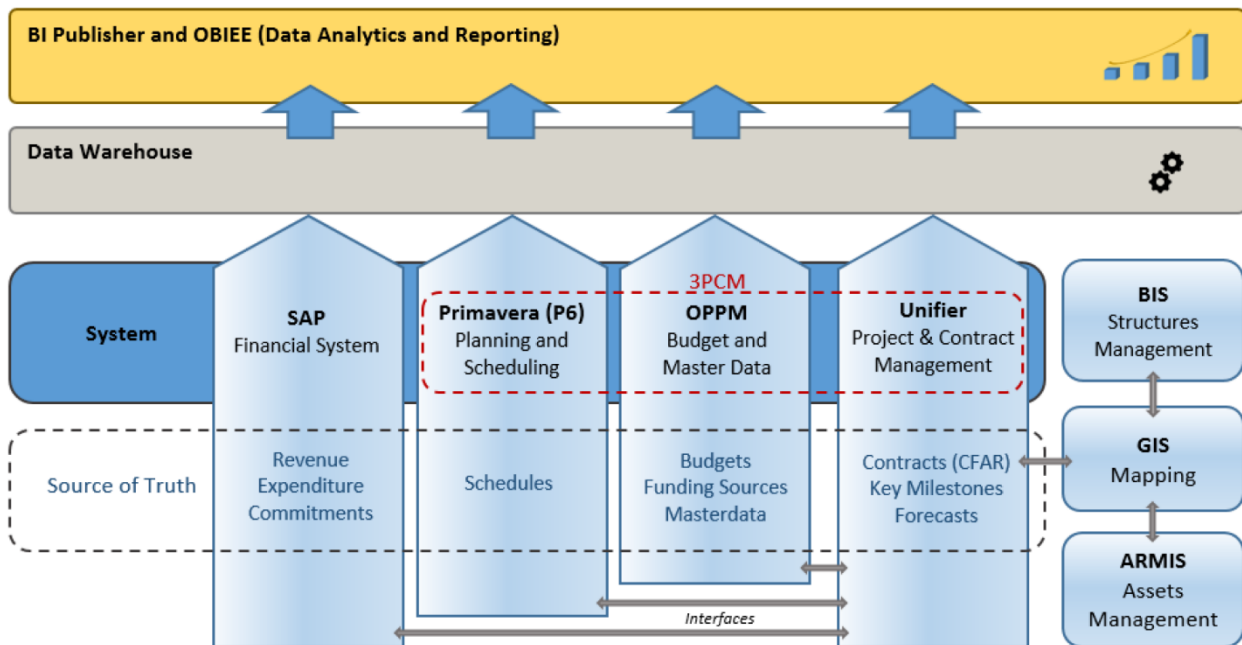 BI Publisher and OBIEE (Data Analytics and Reporting)
Data Warehouse
System
SAP
Financial System
3PCM
Primavera (P6)
Planning and
Scheduling
OPPM
Budget and
Master Data
Unifier
Project & Contract
Management
BIS
Structures
Management
Source of Truth
Revenue
Expenditure
Commitments
Schedules
Budgets
Funding Sources
Masterdata
Contracts (CFAR)
Key Milestones
Forecasts
GIS
Mapping
ARMIS
Assets
Management
Interfaces